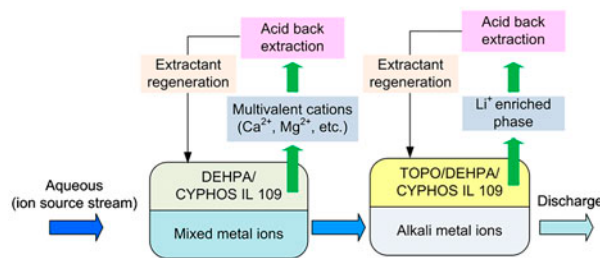 Acid back
extraction
Acid back
extraction
Extractant
regeneration
Extractant
regeneration
Multivalent cations
(Ca²⁺, Mg²⁺, etc.)
Li⁺ enriched
phase
Aqueous
(ion source stream)
DEHPA/
CYPHOS IL 109
Mixed metal ions
TOPO/DEHPA/
CYPHOS IL 109
Alkali metal ions
Discharge